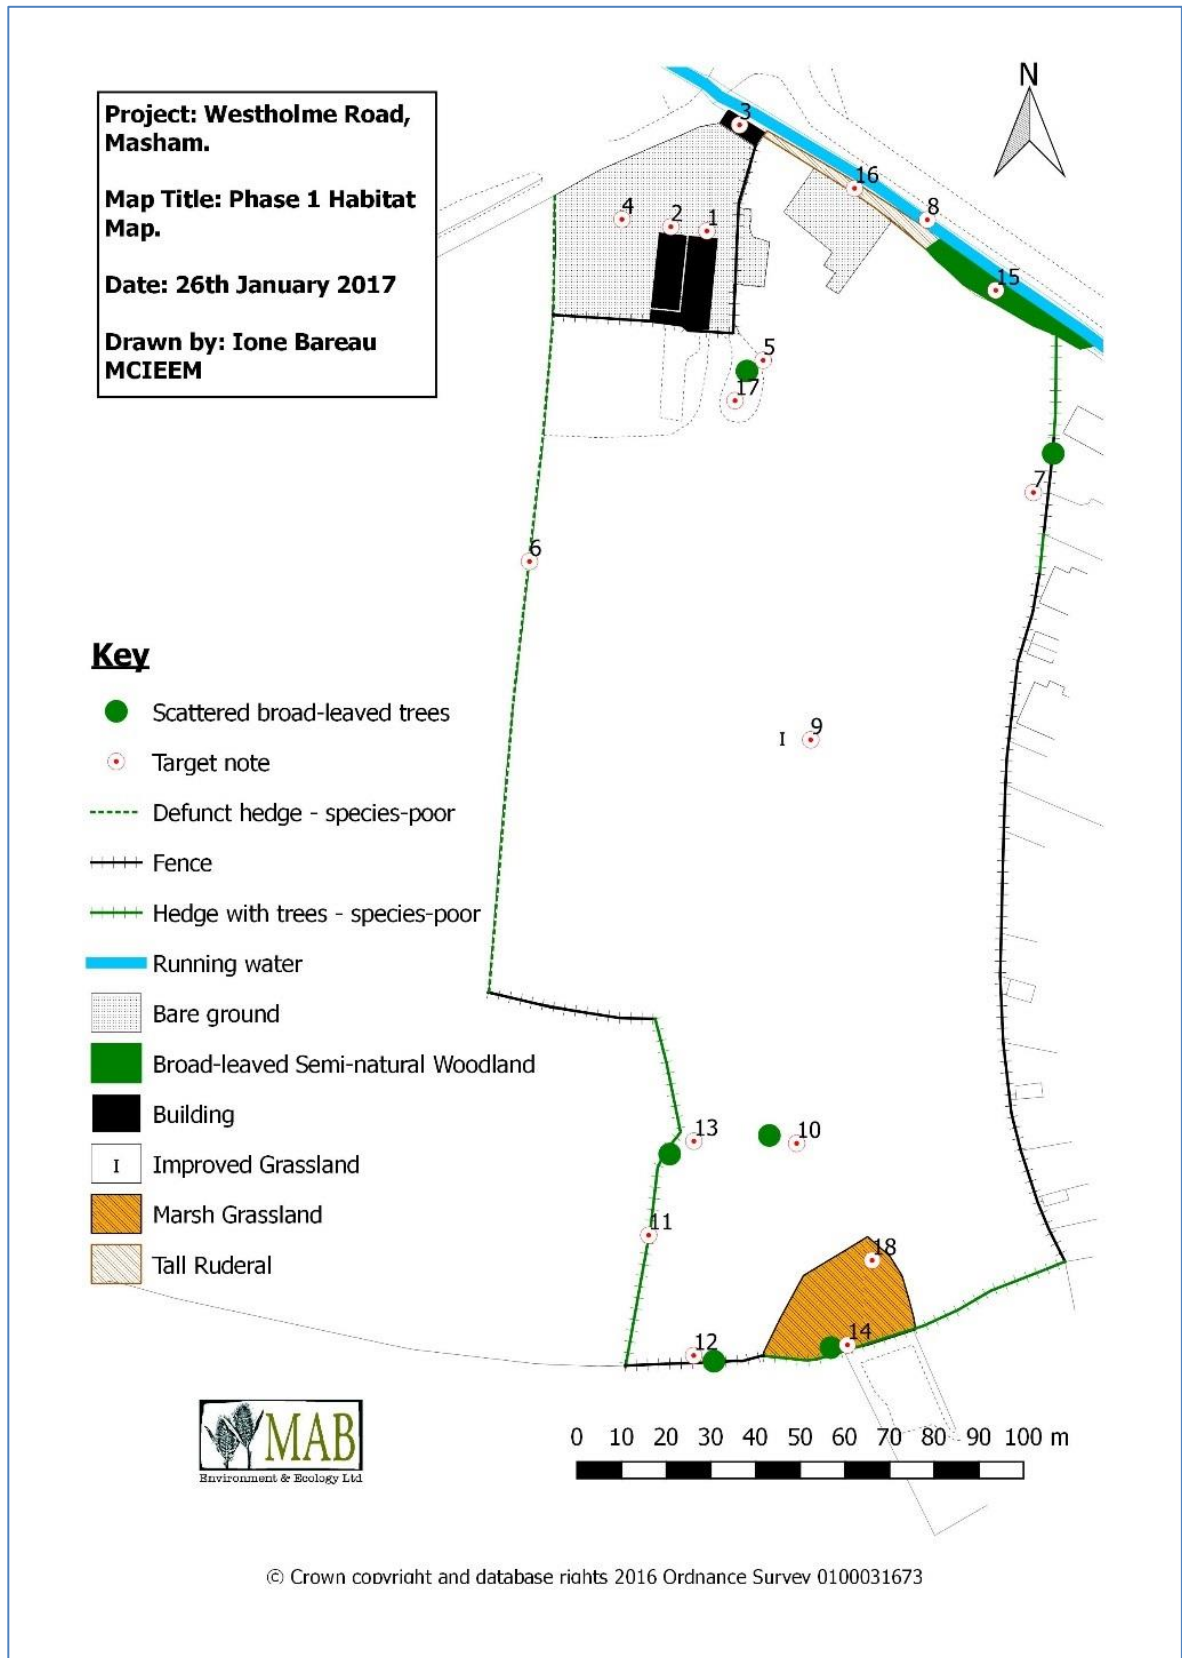 Project: Westholme Road,
Masham.
Map Title: Phase 1 Habitat
Map.
Date: 26th January 2017
Drawn by: Ione Bareau
MCIEEM
N
3
16
8
4
2
1
15
5
17
7
6
I
9
Key
Scattered broad-leaved trees
Target note
Defunct hedge - species-poor
Fence
Hedge with trees - species-poor
Running water
Bare ground
Broad-leaved Semi-natural Woodland
Building
I Improved Grassland
Marsh Grassland
Tall Ruderal
13
10
11
18
12
14
MAB
Environment & Ecology Ltd
0 10 20 30 40 50 60 70 80 90 100 m
© Crown copyright and database rights 2016 Ordnance Survey 0100031673